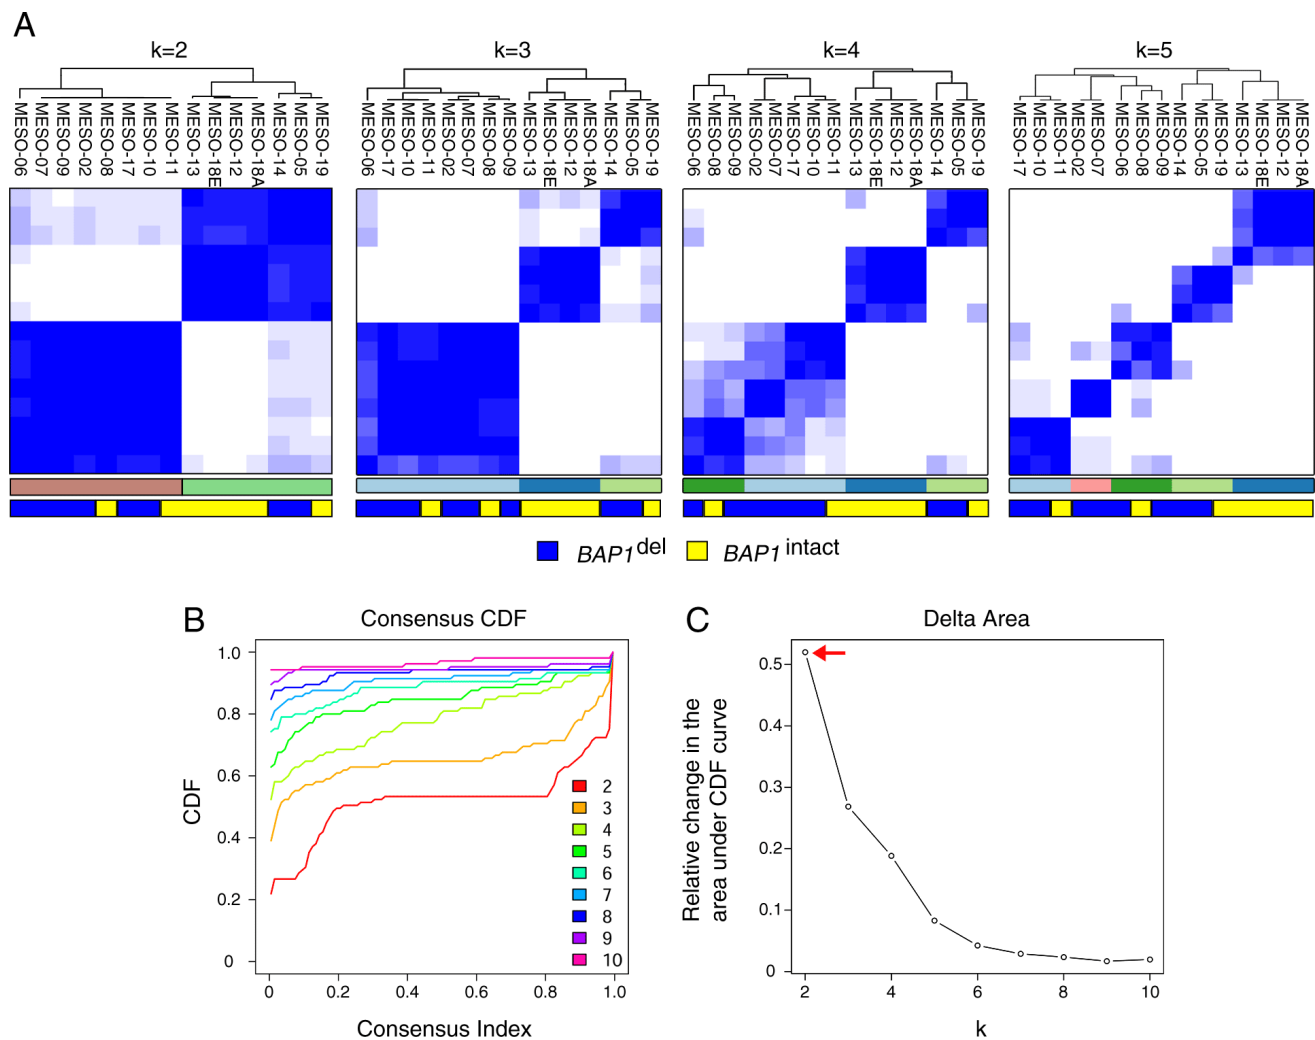 A
k=2
k=3
k=4
k=5
MESO-06
MESO-07
MESO-09
MESO-02
MESO-08
MESO-17
MESO-10
MESO-11
MESO-13
MESO-18E
MESO-12
MESO-18A
MESO-14
MESO-05
MESO-19
MESO-06
MESO-17
MESO-10
MESO-11
MESO-02
MESO-07
MESO-08
MESO-09
MESO-13
MESO-18E
MESO-12
MESO-18A
MESO-14
MESO-05
MESO-19
MESO-06
MESO-08
MESO-09
MESO-02
MESO-07
MESO-17
MESO-10
MESO-11
MESO-13
MESO-18E
MESO-12
MESO-18A
MESO-14
MESO-05
MESO-19
MESO-17
MESO-10
MESO-11
MESO-02
MESO-07
MESO-06
MESO-08
MESO-09
MESO-14
MESO-05
MESO-19
MESO-13
MESO-18E
MESO-12
MESO-18A
BAP1 del BAP1 intact
B
Consensus CDF
CDF
1.0
0.8
0.6
0.4
0.2
0
0 0.2 0.4 0.6 0.8 1.0
Consensus Index
2
3
4
5
6
7
8
9
10
C
Delta Area
Relative change in the
area under CDF curve
0.5
0.4
0.3
0.2
0.1
0
2 4 6 8 10
k